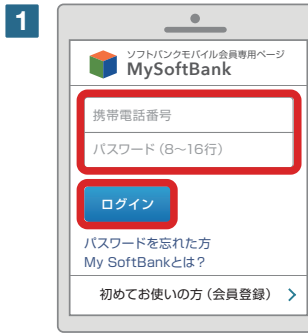 1
ソフトバンクモバイル会員専用ページ
MySoftBank
携帯電話番号
パスワード（8～16行）
ログイン
パスワードを忘れた方
My SoftBankとは？
初めてお使いの方（会員登録）